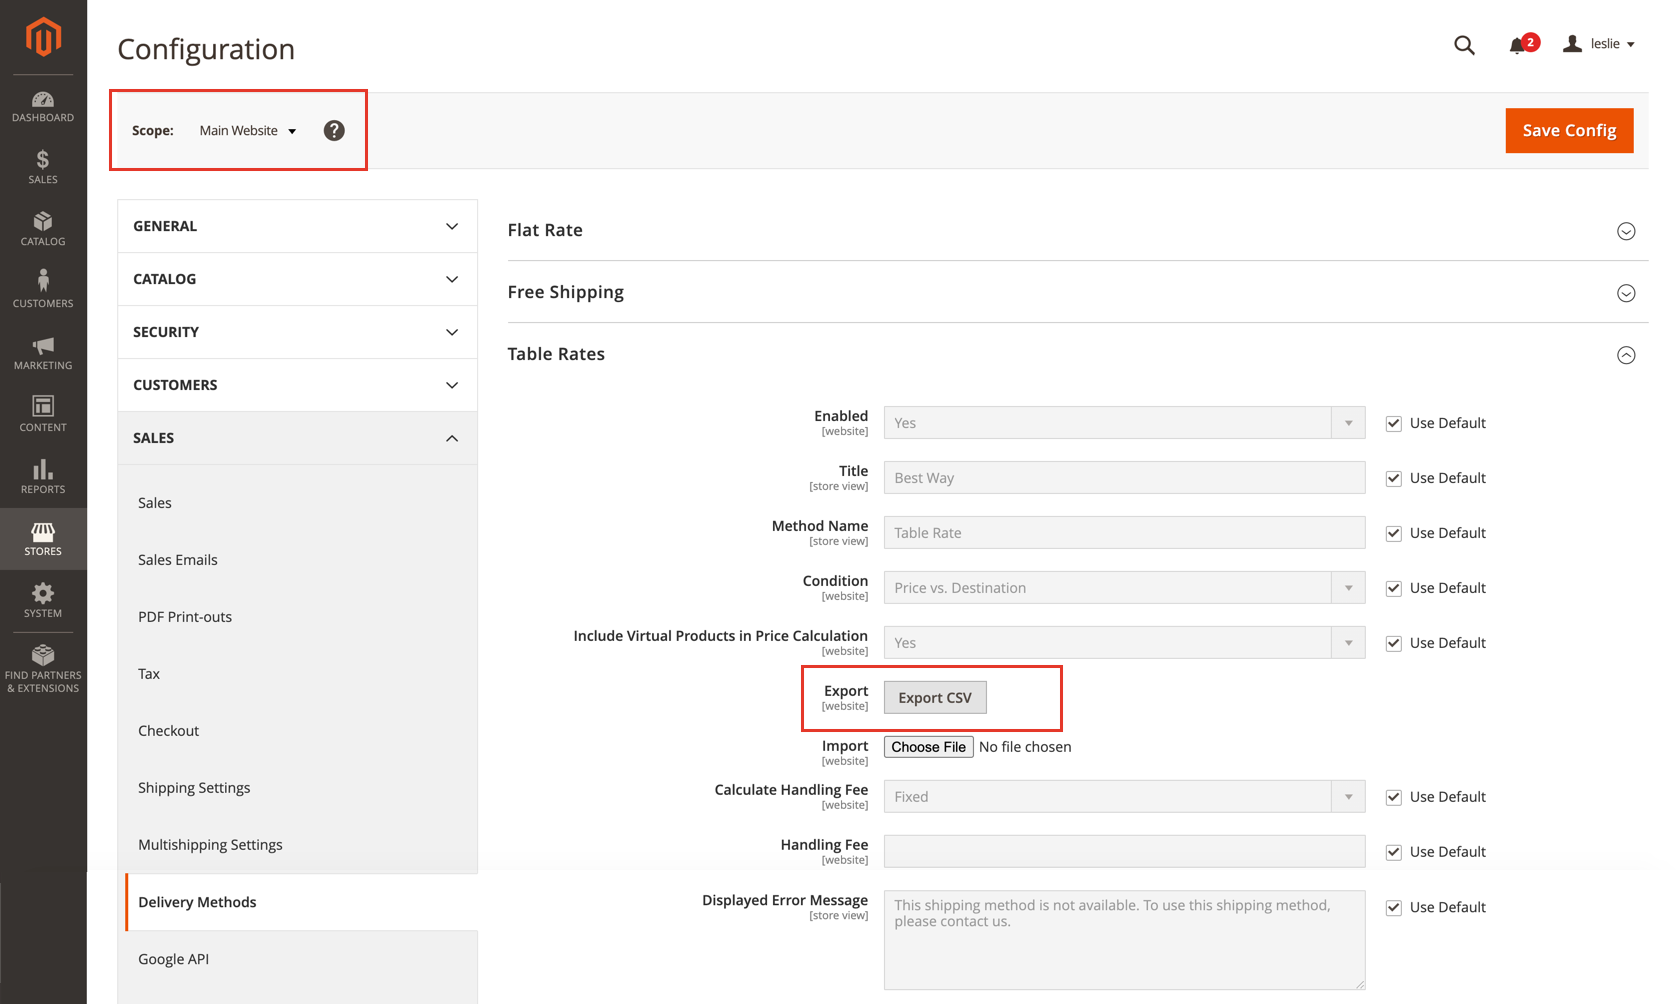 DASHBOARD
SALES
CATALOG
CUSTOMERS
MARKETING
CONTENT
REPORTS
STORES
SYSTEM
FIND PARTNERS
& EXTENSIONS
Configuration
2
leslie
Scope: Main Website ?
Save Config
GENERAL
CATALOG
SECURITY
CUSTOMERS
SALES
Sales
Sales Emails
PDF Print-outs
Tax
Checkout
Shipping Settings
Multishipping Settings
Delivery Methods
Google API
Flat Rate
Free Shipping
Table Rates
Enabled Yes Use Default
[website]
Title Best Way Use Default
[store view]
Method Name Table Rate Use Default
[store view]
Condition Price vs. Destination Use Default
[website]
Include Virtual Products in Price Calculation Yes Use Default
[website]
Export Export CSV
[website]
Import Choose File No file chosen
[website]
Calculate Handling Fee Fixed Use Default
[website]
Handling Fee Use Default
[website]
Displayed Error Message This shipping method is not available. To use this shipping method, Use Default
[store view] please contact us.